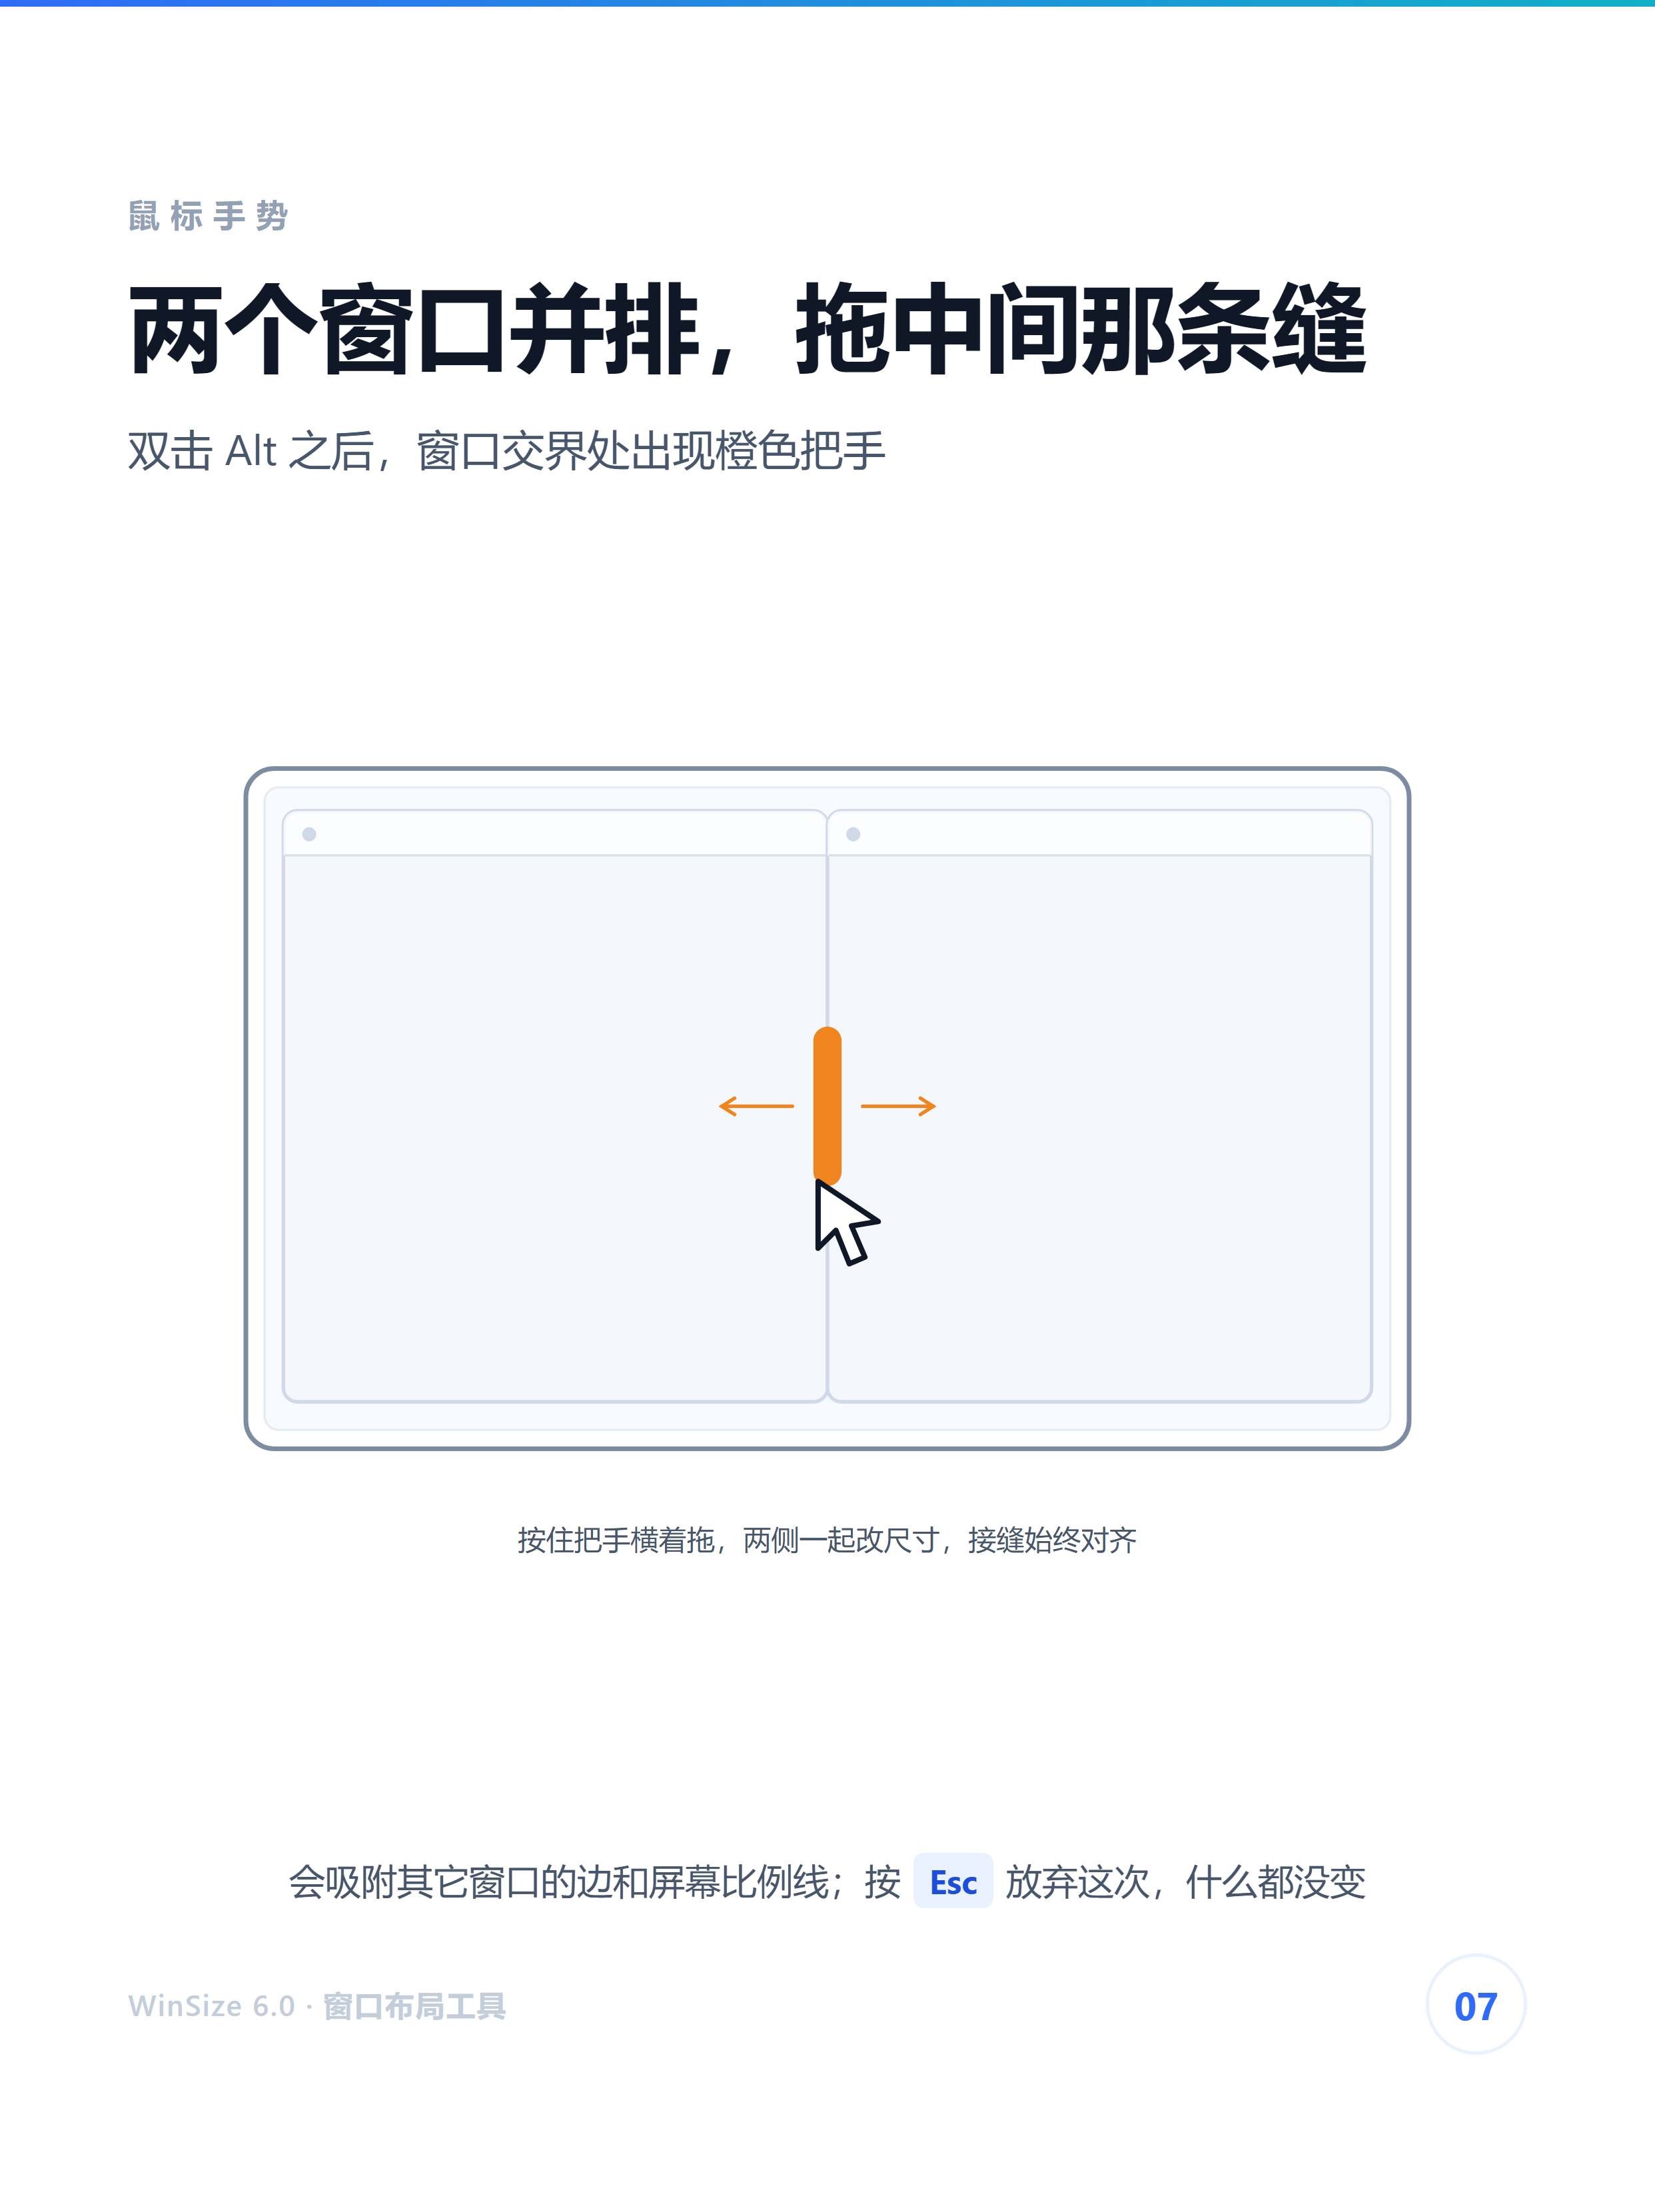 鼠标手势
两个窗口并排，拖中间那条缝
双击 Alt 之后，窗口交界处出现橙色把手
按住把手横着拖，两侧一起改尺寸，接缝始终对齐
会吸附其它窗口的边和屏幕比例线；按 Esc 放弃这次，什么都没变
WinSize 6.0 · 窗口布局工具
07